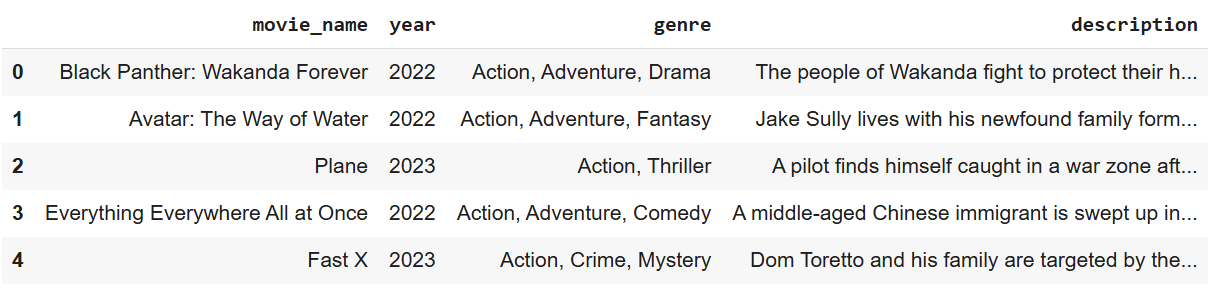 movie_name year genre description
0 Black Panther: Wakanda Forever 2022 Action, Adventure, Drama The people of Wakanda fight to protect their h...
1 Avatar: The Way of Water 2022 Action, Adventure, Fantasy Jake Sully lives with his newfound family form...
2 Plane 2023 Action, Thriller A pilot finds himself caught in a war zone aft...
3 Everything Everywhere All at Once 2022 Action, Adventure, Comedy A middle-aged Chinese immigrant is swept up in...
4 Fast X 2023 Action, Crime, Mystery Dom Toretto and his family are targeted by the...